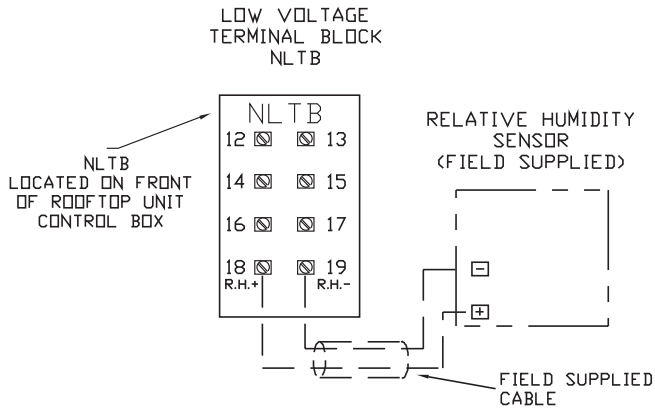 LOW VOLTAGE
TERMINAL BLOCK
NLTB
NLTB
12 13
14 15
16 17
18 19
R.H.+ R.H.-
NLTB
LOCATED ON FRONT
OF ROOFTOP UNIT
CONTROL BOX
RELATIVE HUMIDITY
SENSOR
(FIELD SUPPLIED)
-
+
FIELD SUPPLIED
CABLE